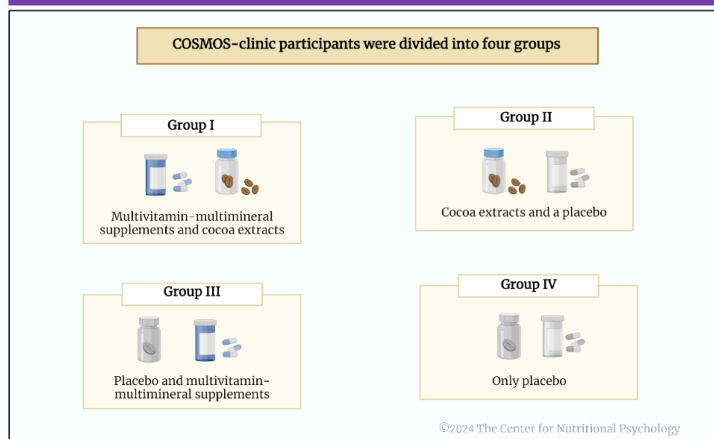 COSMOS-clinic participants were divided into four groups
Group I
Multivitamin-multimineral
supplements and cocoa extracts
Group II
Cocoa extracts and a placebo
Group III
Placebo and multivitamin-
multimineral supplements
Group IV
Only placebo
©2024 The Center for Nutritional Psychology